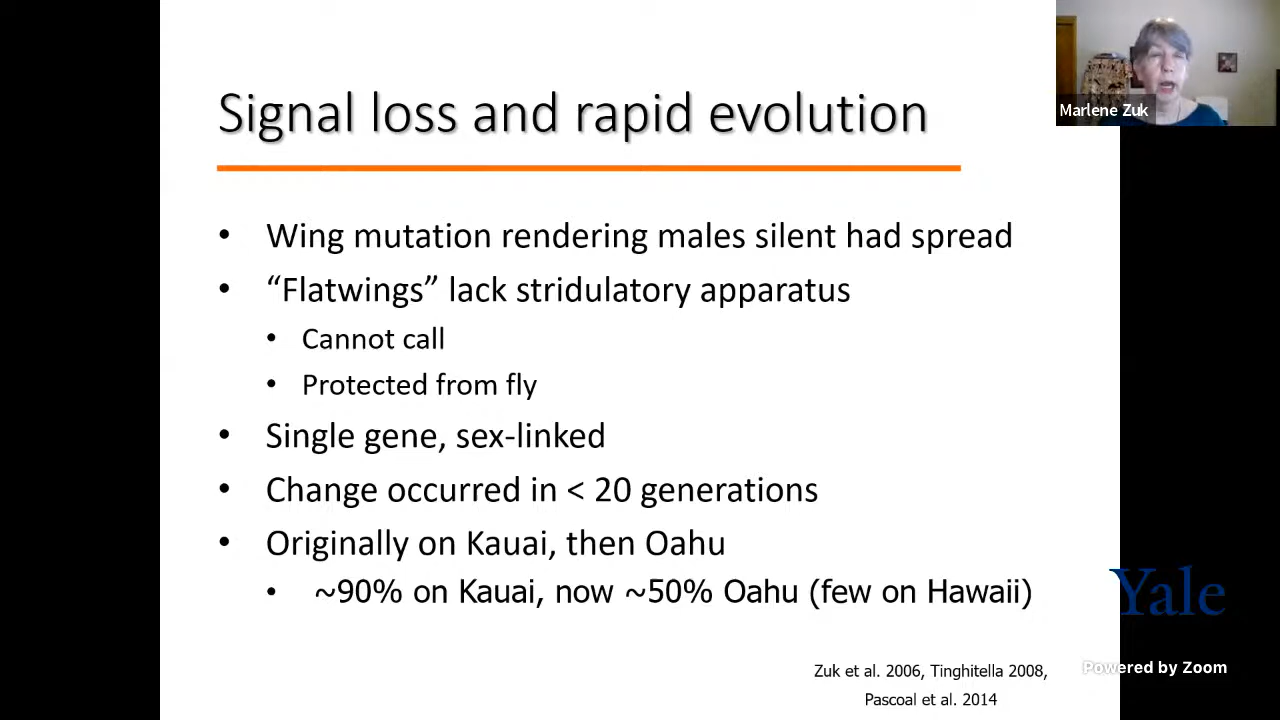 Marlene Zuk
Signal loss and rapid evolution
• Wing mutation rendering males silent had spread
• “Flatwings” lack stridulatory apparatus
• Cannot call
• Protected from fly
• Single gene, sex-linked
• Change occurred in < 20 generations
• Originally on Kauai, then Oahu
• ~90% on Kauai, now ~50% Oahu (few on Hawaii)
Yale
Zuk et al. 2006, Tinghitella 2008,
Pascoal et al. 2014
Powered by Zoom